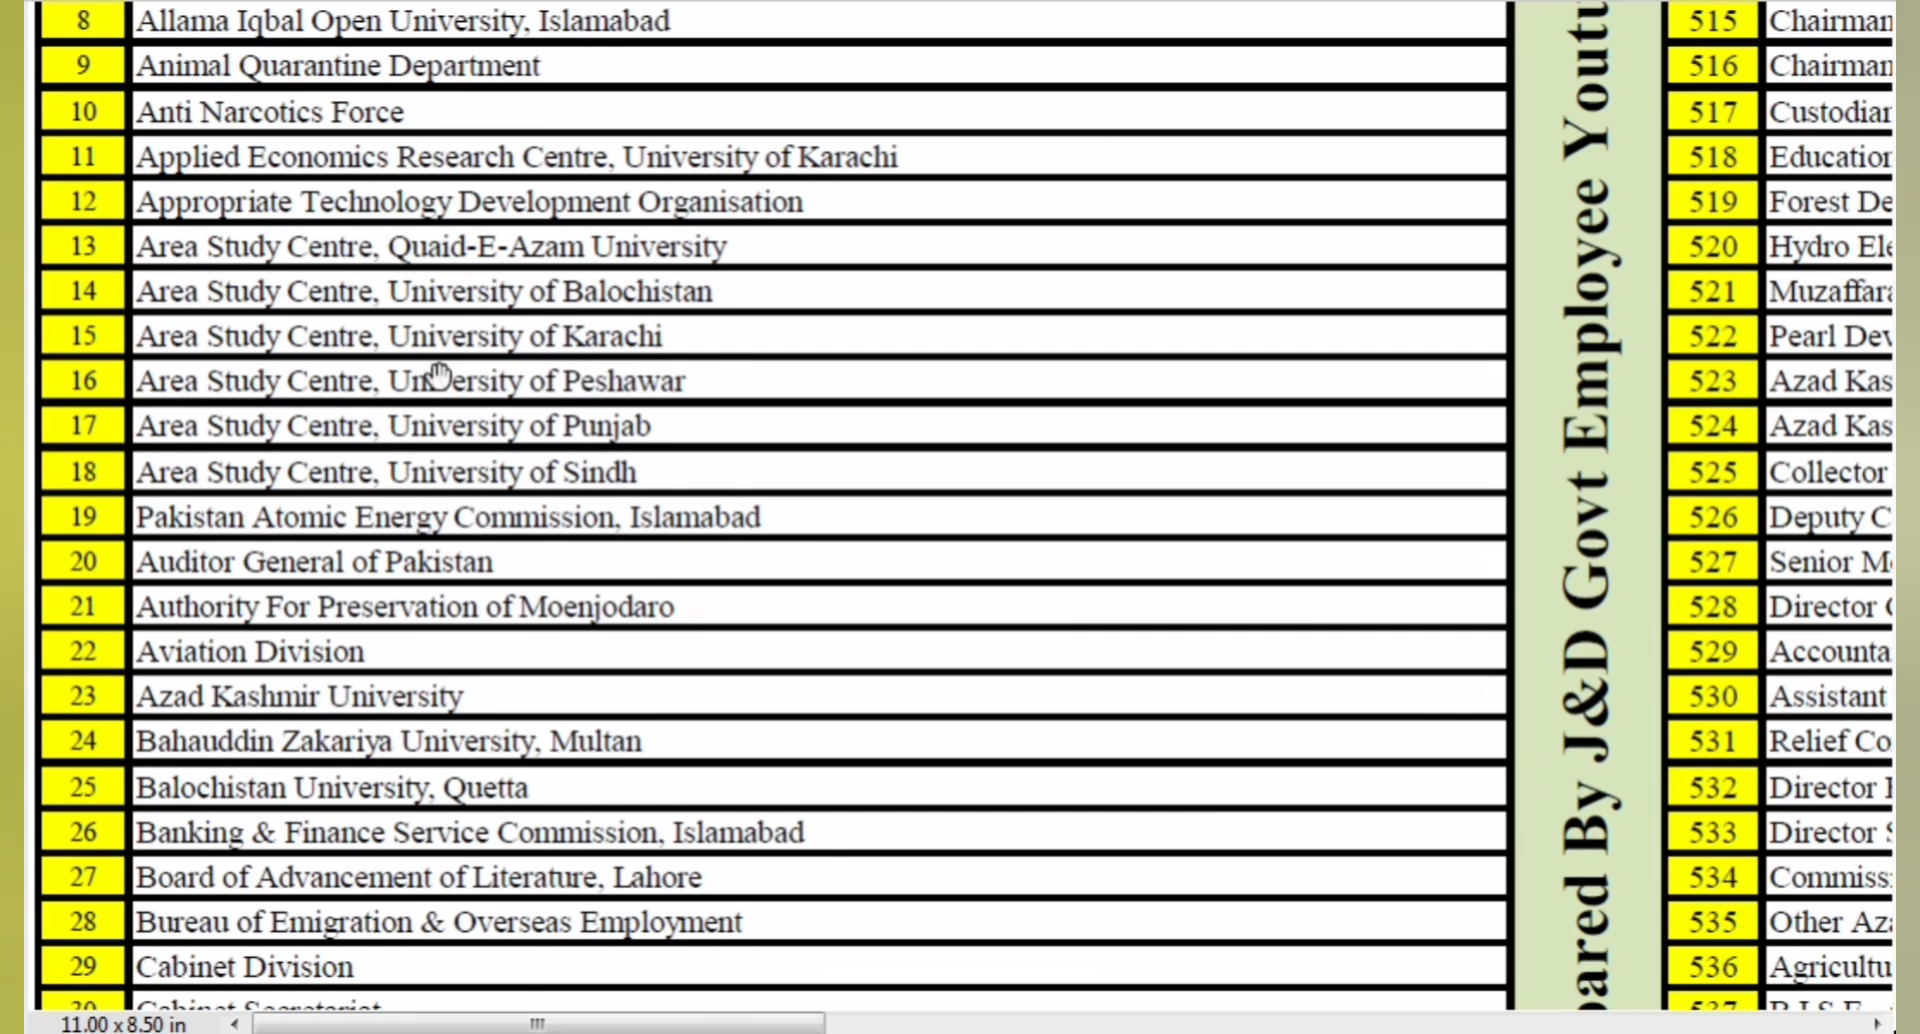 8 Allama Iqbal Open University, Islamabad
9 Animal Quarantine Department
10 Anti Narcotics Force
11 Applied Economics Research Centre, University of Karachi
12 Appropriate Technology Development Organisation
13 Area Study Centre, Quaid-E-Azam University
14 Area Study Centre, University of Balochistan
15 Area Study Centre, University of Karachi
16 Area Study Centre, University of Peshawar
17 Area Study Centre, University of Punjab
18 Area Study Centre, University of Sindh
19 Pakistan Atomic Energy Commission, Islamabad
20 Auditor General of Pakistan
21 Authority For Preservation of Moenjodaro
22 Aviation Division
23 Azad Kashmir University
24 Bahauddin Zakariya University, Multan
25 Balochistan University, Quetta
26 Banking & Finance Service Commission, Islamabad
27 Board of Advancement of Literature, Lahore
28 Bureau of Emigration & Overseas Employment
29 Cabinet Division
30 Cabinet Secretariat
By J&D Govt Employee
515 Chairman
516 Chairman
517
518
519 Forest
520 Hydro
521
522 Pearl
523 Azad
524 Azad
525 Collector
526 Deputy
527 Senior
528 Director
529
530 Assistant
531 Relief
532 Director
533 Director
534
535 Other
536
537
11.00 x 8.50 in